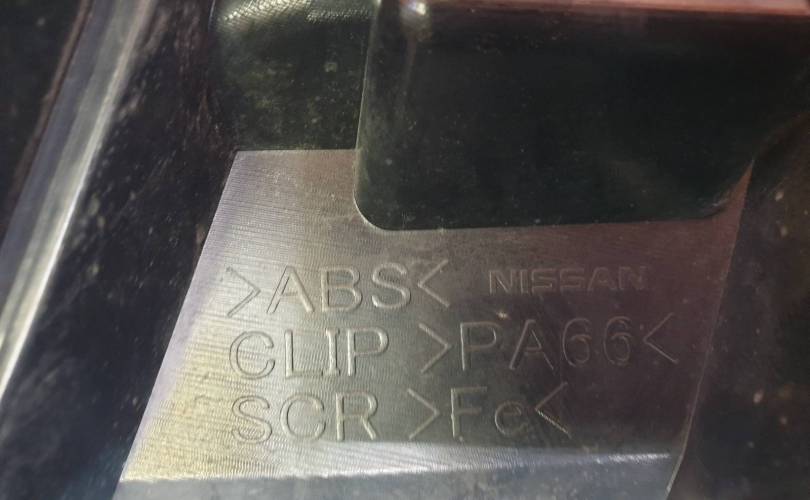 >ABS< NISSAN
CLIP >PA66<
SCR >Fe<